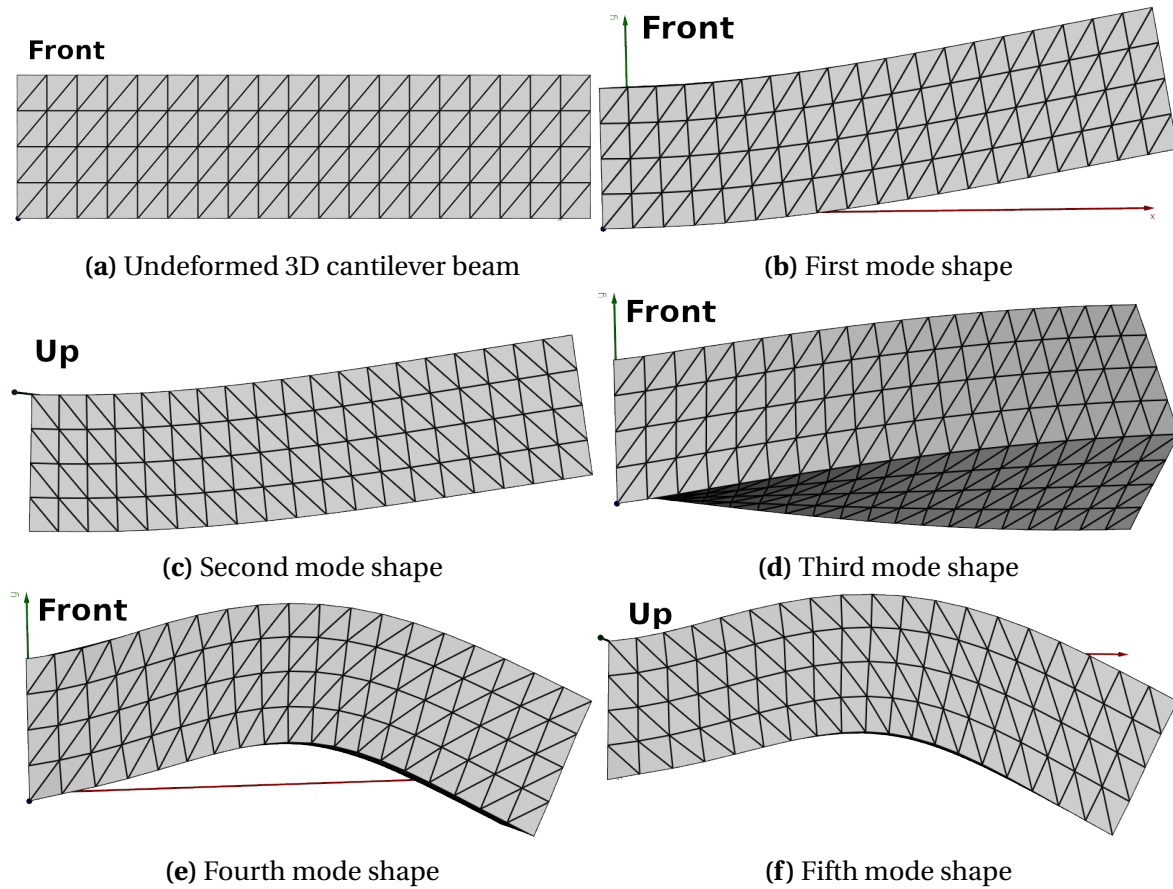 Front
Front
(a) Undeformed 3D cantilever beam
x
(b) First mode shape
Up
Front
(c) Second mode shape
(d) Third mode shape
Front
Up
(e) Fourth mode shape
(f) Fifth mode shape